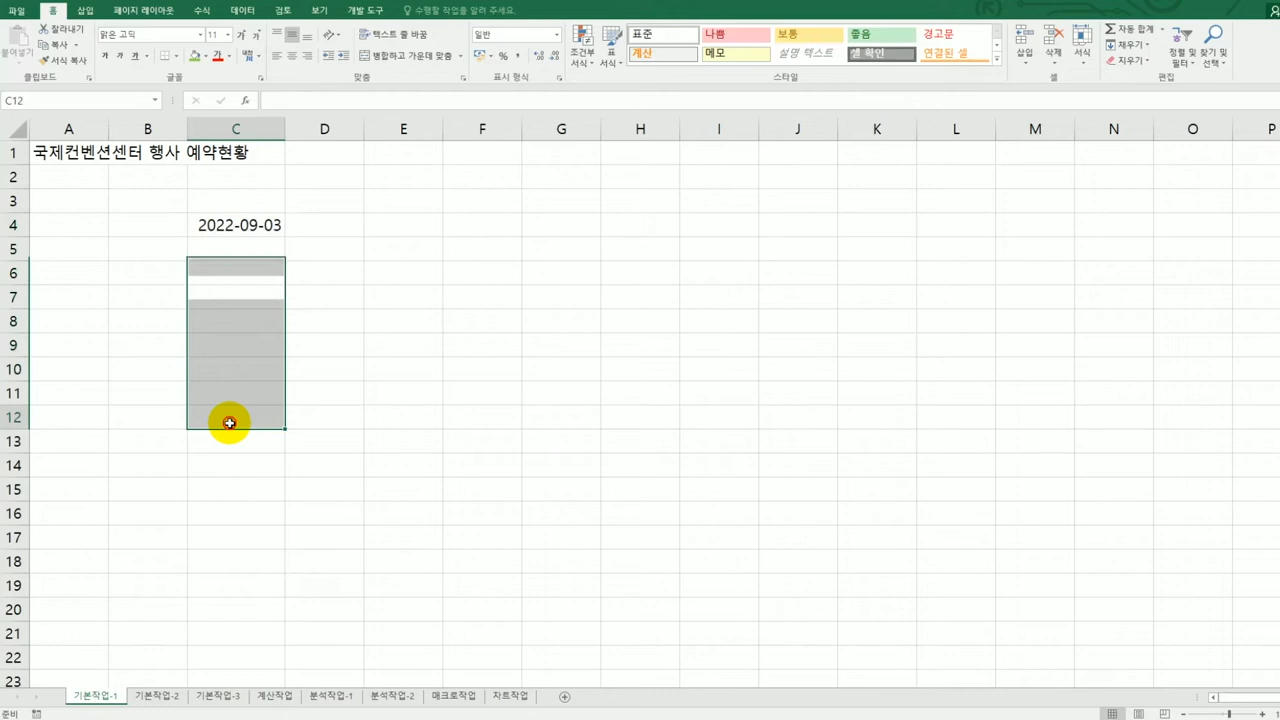 파일 홈 삽입 페이지 레이아웃 수식 데이터 검토 보기 개발 도구 수행할 작업을 알려 주세요.
붙여넣기 잘라내기 복사 서식 복사 클립보드
맑은 고딕 11 가 가 가 가 가 가 글꼴
텍스트 줄 바꿈 병합하고 가운데 맞춤 맞춤
일반 % 표시 형식
조건부 서식 표 서식
표준 나쁨 보통 좋음 경고문
계산 메모 설명 텍스트 셀 확인 연결된 셀
스타일
삽입 삭제 서식 셀
자동 합계 채우기 지우기 정렬 및 필터 찾기 및 선택 편집
C12 fx
A B C D E F G H I J K L M N O P
1 국제컨벤션센터 행사 예약현황
2
3
4 2022-09-03
5
6
7
8
9
10
11
12
13
14
15
16
17
18
19
20
21
22
23
기본작업-1 기본작업-2 기본작업-3 계산작업 분석작업-1 분석작업-2 매크로작업 차트작업
준비